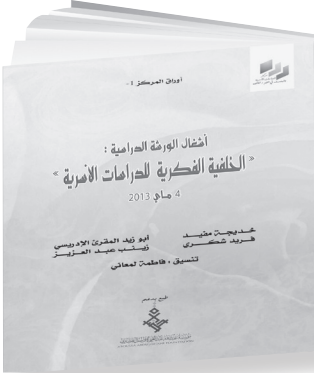 أوراق المركز 1-
أشغال الورشة الدراسية :
« الخلفية الفكرية للدراسات الأسرية »
4 ماي 2013
خديجة مفيد
أبو زيد المقرئ الإدريسي
فريد شكري
زينب عبد العزيز
تنسيق : فاطمة لمعاني